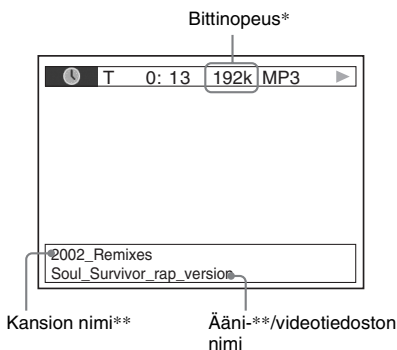 Bittinopeus*
T 0: 13 192k MP3
2002_Remixes
Soul_Survivor_rap_version
Kansion nimi**
Ääni-**/videotiedoston
nimi